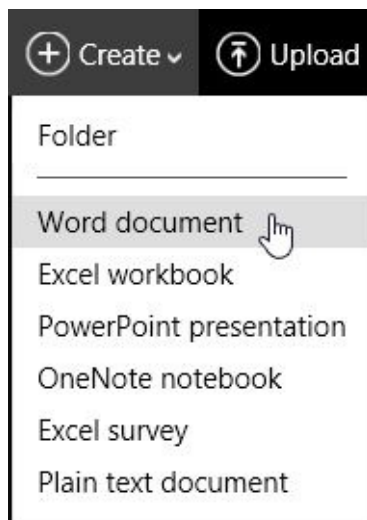 Create Upload
Folder
Word document
Excel workbook
PowerPoint presentation
OneNote notebook
Excel survey
Plain text document